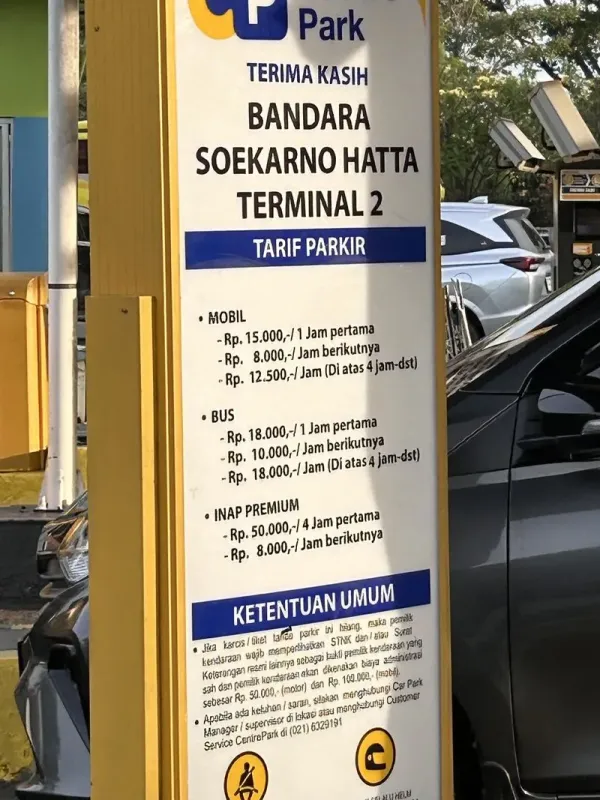 P
Park
TERIMA KASIH
BANDARA
SOEKARNO HATTA
TERMINAL 2
TARIF PARKIR
• MOBIL
- Rp. 15.000,-/ 1 Jam pertama
- Rp. 8.000,-/ Jam berikutnya
- Rp. 12.500,-/ Jam (Di atas 4 jam-dst)
• BUS
- Rp. 18.000,-/ 1 Jam pertama
- Rp. 10.000,-/ Jam berikutnya
- Rp. 18.000,-/ Jam (Di atas 4 jam-dst)
• INAP PREMIUM
- Rp. 50.000,-/ 4 Jam pertama
- Rp. 8.000,-/ Jam berikutnya
KETENTUAN UMUM
• Jika karcis / tiket tanda parkir ini hilang, maka pemilik
kendaraan wajib memperlihatkan STNK dan / atau Surat
Keterangan resmi lainnya sebagai bukti pemilik kendaraan yang
sah dan pemilik kendaraan akan dikenakan biaya administrasi
sebesar Rp. 50.000,- (motor) dan Rp. 100.000,- (mobil).
• Apabila ada keluhan / saran, silakan menghubungi Car Park
Manager / supervisor di lokasi atau menghubungi Customer
Service CentrePark di (021) 6329191
HELM